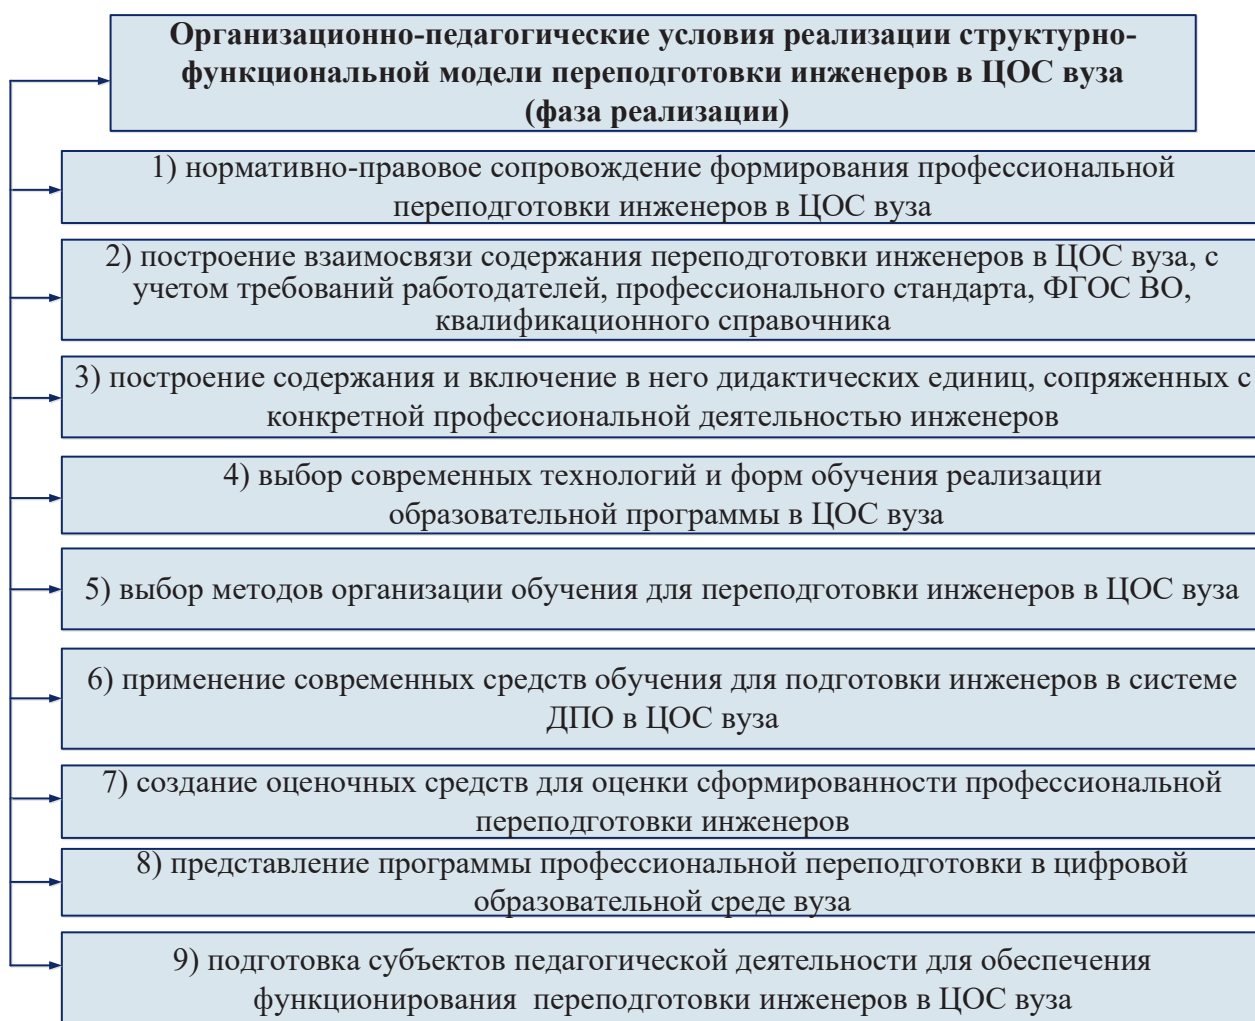 Организационно-педагогические условия реализации структурно-
функциональной модели переподготовки инженеров в ЦОС вуза
(фаза реализации)
1) нормативно-правовое сопровождение формирования профессиональной
переподготовки инженеров в ЦОС вуза
2) построение взаимосвязи содержания переподготовки инженеров в ЦОС вуза, с
учетом требований работодателей, профессионального стандарта, ФГОС ВО,
квалификационного справочника
3) построение содержания и включение в него дидактических единиц, сопряженных с
конкретной профессиональной деятельностью инженеров
4) выбор современных технологий и форм обучения реализации
образовательной программы в ЦОС вуза
5) выбор методов организации обучения для переподготовки инженеров в ЦОС вуза
6) применение современных средств обучения для подготовки инженеров в системе
ДПО в ЦОС вуза
7) создание оценочных средств для оценки сформированности профессиональной
переподготовки инженеров
8) представление программы профессиональной переподготовки в цифровой
образовательной среде вуза
9) подготовка субъектов педагогической деятельности для обеспечения
функционирования переподготовки инженеров в ЦОС вуза